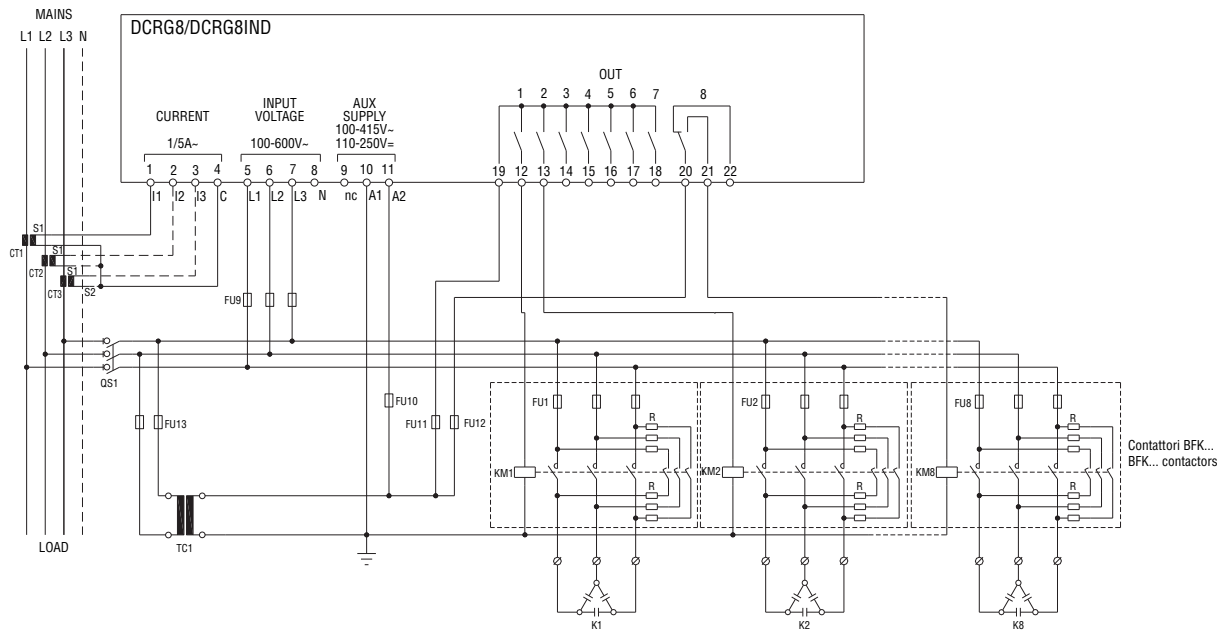 MAINS
L1 L2 L3 N
DCRG8/DCRG8IND
OUT
1 2 3 4 5 6 7 8
CURRENT
1/5A~
INPUT
VOLTAGE
100-600V~
AUX
SUPPLY
100-415V~
110-250V=
1 2 3 4 5 6 7 8 9 10 11 19 12 13 14 15 16 17 18 20 21 22
I1 I2 I3 C L1 L2 L3 N nc A1 A2
S1
CT1
S1
CT2
S1
CT3
S2
FU9
QS1
FU13
FU10
FU11
FU12
TC1
LOAD
FU1
R
KM1
R
K1
FU2
R
KM2
R
K2
FU8
R
KM8
R
K8
Contattori BFK...
BFK... contactors